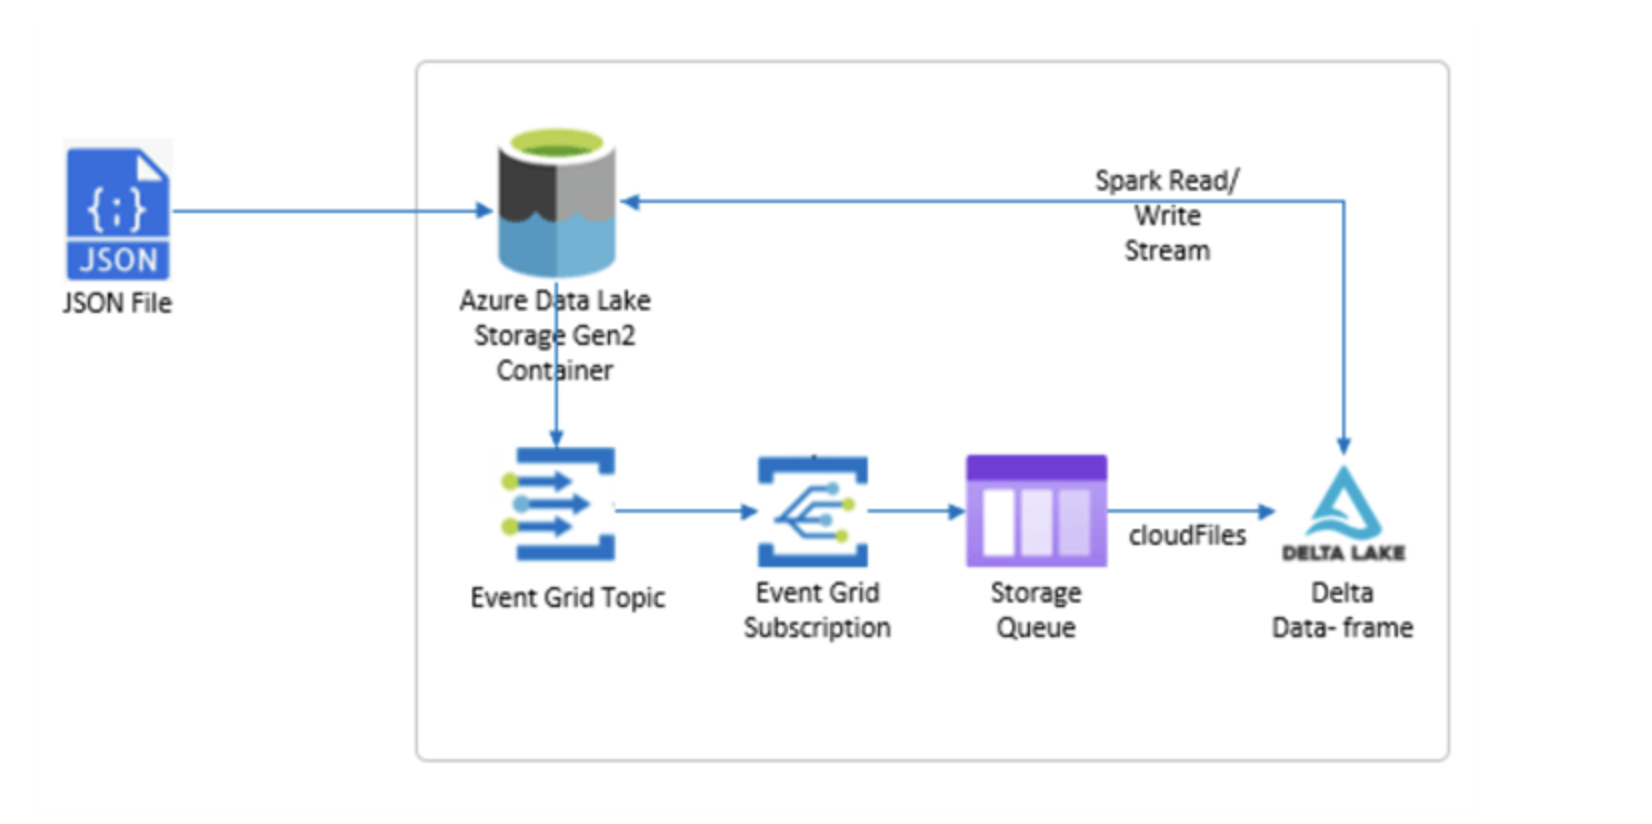 {;}
JSON
JSON File
Azure Data Lake
Storage Gen2
Container
Spark Read/
Write
Stream
Event Grid Topic
Event Grid
Subscription
Storage
Queue
cloudFiles
DELTA LAKE
Delta
Data- frame